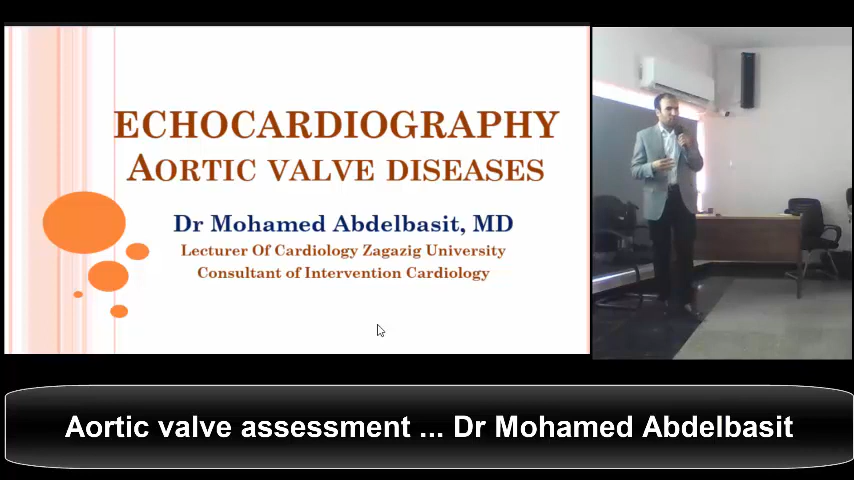 ECHOCARDIOGRAPHY
AORTIC VALVE DISEASES
Dr Mohamed Abdelbasit, MD
Lecturer Of Cardiology Zagazig University
Consultant of Intervention Cardiology
Aortic valve assessment ... Dr Mohamed Abdelbasit